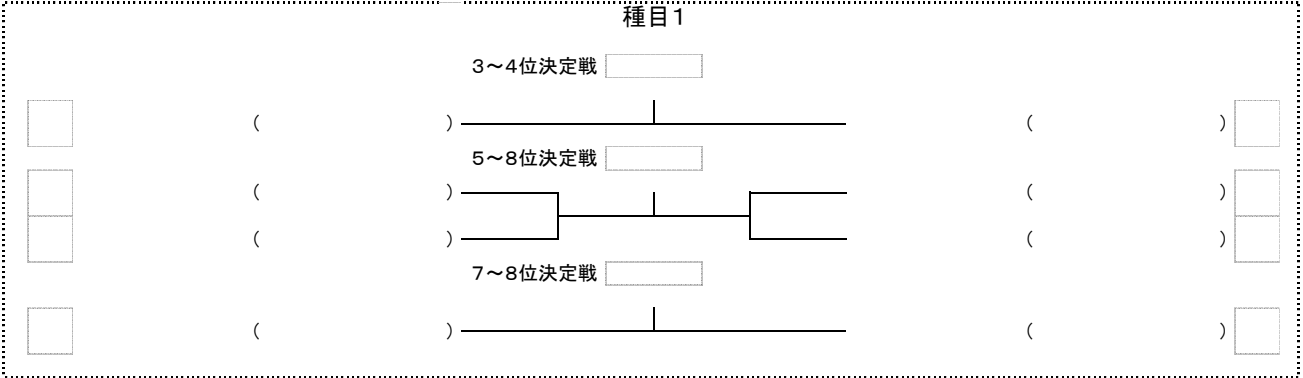 種目1
3～4位決定戦
(　　　) (　　　)
5～8位決定戦
(　　　) (　　　)
(　　　) (　　　)
7～8位決定戦
(　　　) (　　　)